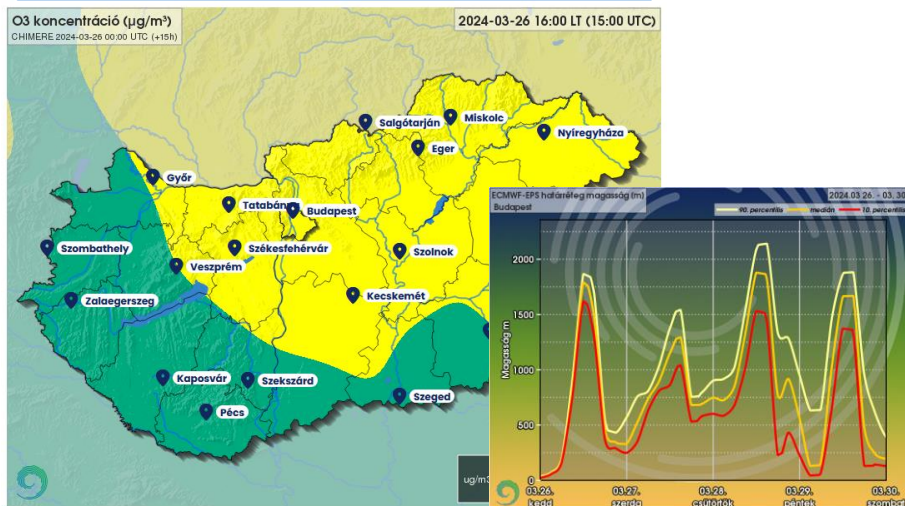 O3 koncentráció (µg/m³)
CHIMERE 2024-03-26 00:00 UTC (+15h)
2024-03-26 16:00 LT (15:00 UTC)
Salgótarján
Miskolc
Nyíregyháza
Eger
Győr
Tatabán
Budapest
Szombathely
Székesfehérvár
Szolnok
Veszprém
Zalaegerszeg
Kecskemét
Kaposvár
Szekszárd
Szeged
Pécs
ug/m3
ECMWF-EPS határréteg magasság (m)
2024.03.26. - 03. 30
Budapest
90. percentilis
medián
10. percentilis
Magasság m
2000
1500
1000
500
0
03.26.
03.27.
03.28.
03.29.
03.30.
kedd
szerda
csütörtök
péntek
szombat